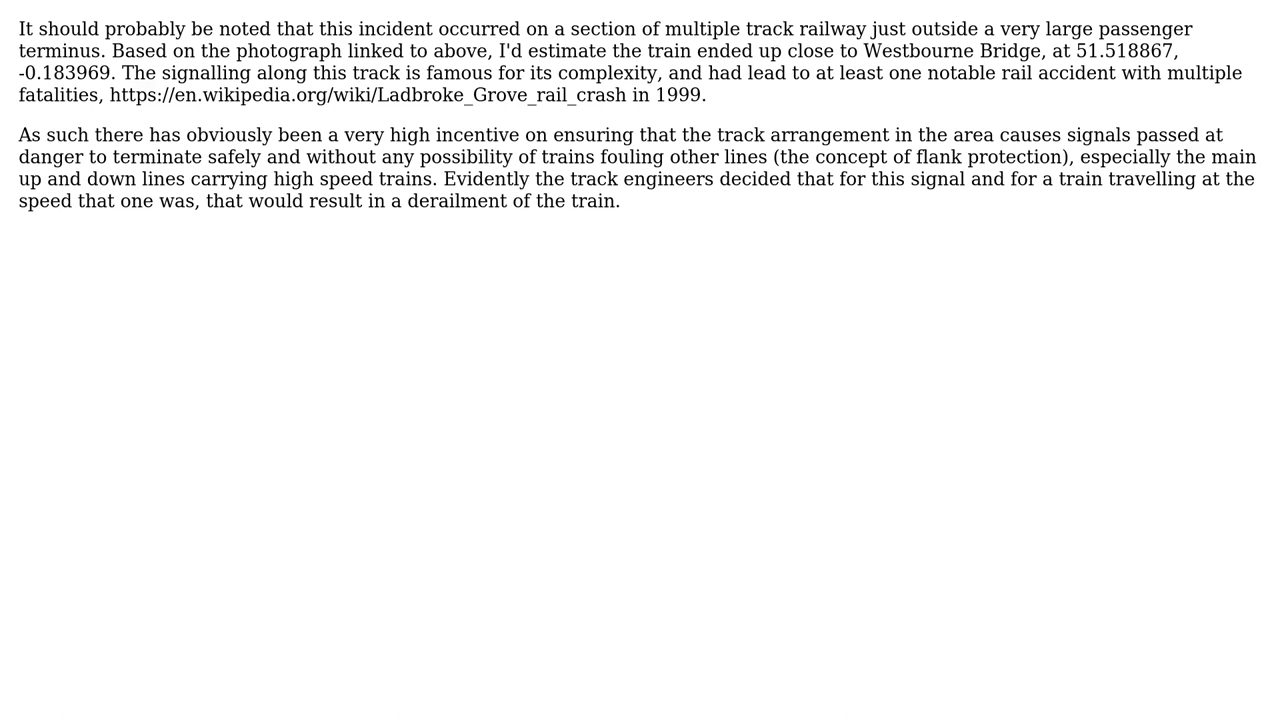 It should probably be noted that this incident occurred on a section of multiple track railway just outside a very large passenger
terminus. Based on the photograph linked to above, I'd estimate the train ended up close to Westbourne Bridge, at 51.518867,
-0.183969. The signalling along this track is famous for its complexity, and had lead to at least one notable rail accident with multiple
fatalities, https://en.wikipedia.org/wiki/Ladbroke_Grove_rail_crash in 1999.
As such there has obviously been a very high incentive on ensuring that the track arrangement in the area causes signals passed at
danger to terminate safely and without any possibility of trains fouling other lines (the concept of flank protection), especially the main
up and down lines carrying high speed trains. Evidently the track engineers decided that for this signal and for a train travelling at the
speed that one was, that would result in a derailment of the train.